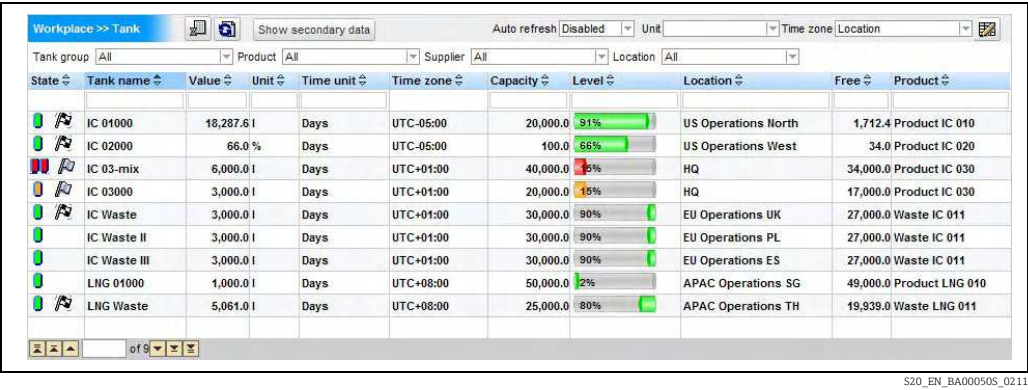 Workplace >> Tank Show secondary data Auto refresh Disabled Unit Time zone Location
Tank group All Product All Supplier All Location All
State Tank name Value Unit Time unit Time zone Capacity Level Location Free Product
IC 01000 18,287.6 l Days UTC-05:00 20,000.0 91% US Operations North 1,712.4 Product IC 010
IC 02000 66.0 % Days UTC-05:00 100.0 66% US Operations West 34.0 Product IC 020
IC 03-mix 6,000.0 l Days UTC+01:00 40,000.0 15% HQ 34,000.0 Product IC 030
IC 03000 3,000.0 l Days UTC+01:00 20,000.0 15% HQ 17,000.0 Product IC 030
IC Waste 3,000.0 l Days UTC+01:00 30,000.0 90% EU Operations UK 27,000.0 Waste IC 011
IC Waste II 3,000.0 l Days UTC+01:00 30,000.0 90% EU Operations PL 27,000.0 Waste IC 011
IC Waste III 3,000.0 l Days UTC+01:00 30,000.0 90% EU Operations ES 27,000.0 Waste IC 011
LNG 01000 1,000.0 l Days UTC+08:00 50,000.0 2% APAC Operations SG 49,000.0 Product LNG 010
LNG Waste 5,061.0 l Days UTC+08:00 25,000.0 80% APAC Operations TH 19,939.0 Waste LNG 011
of 9
S20_EN_BA00050S_0211